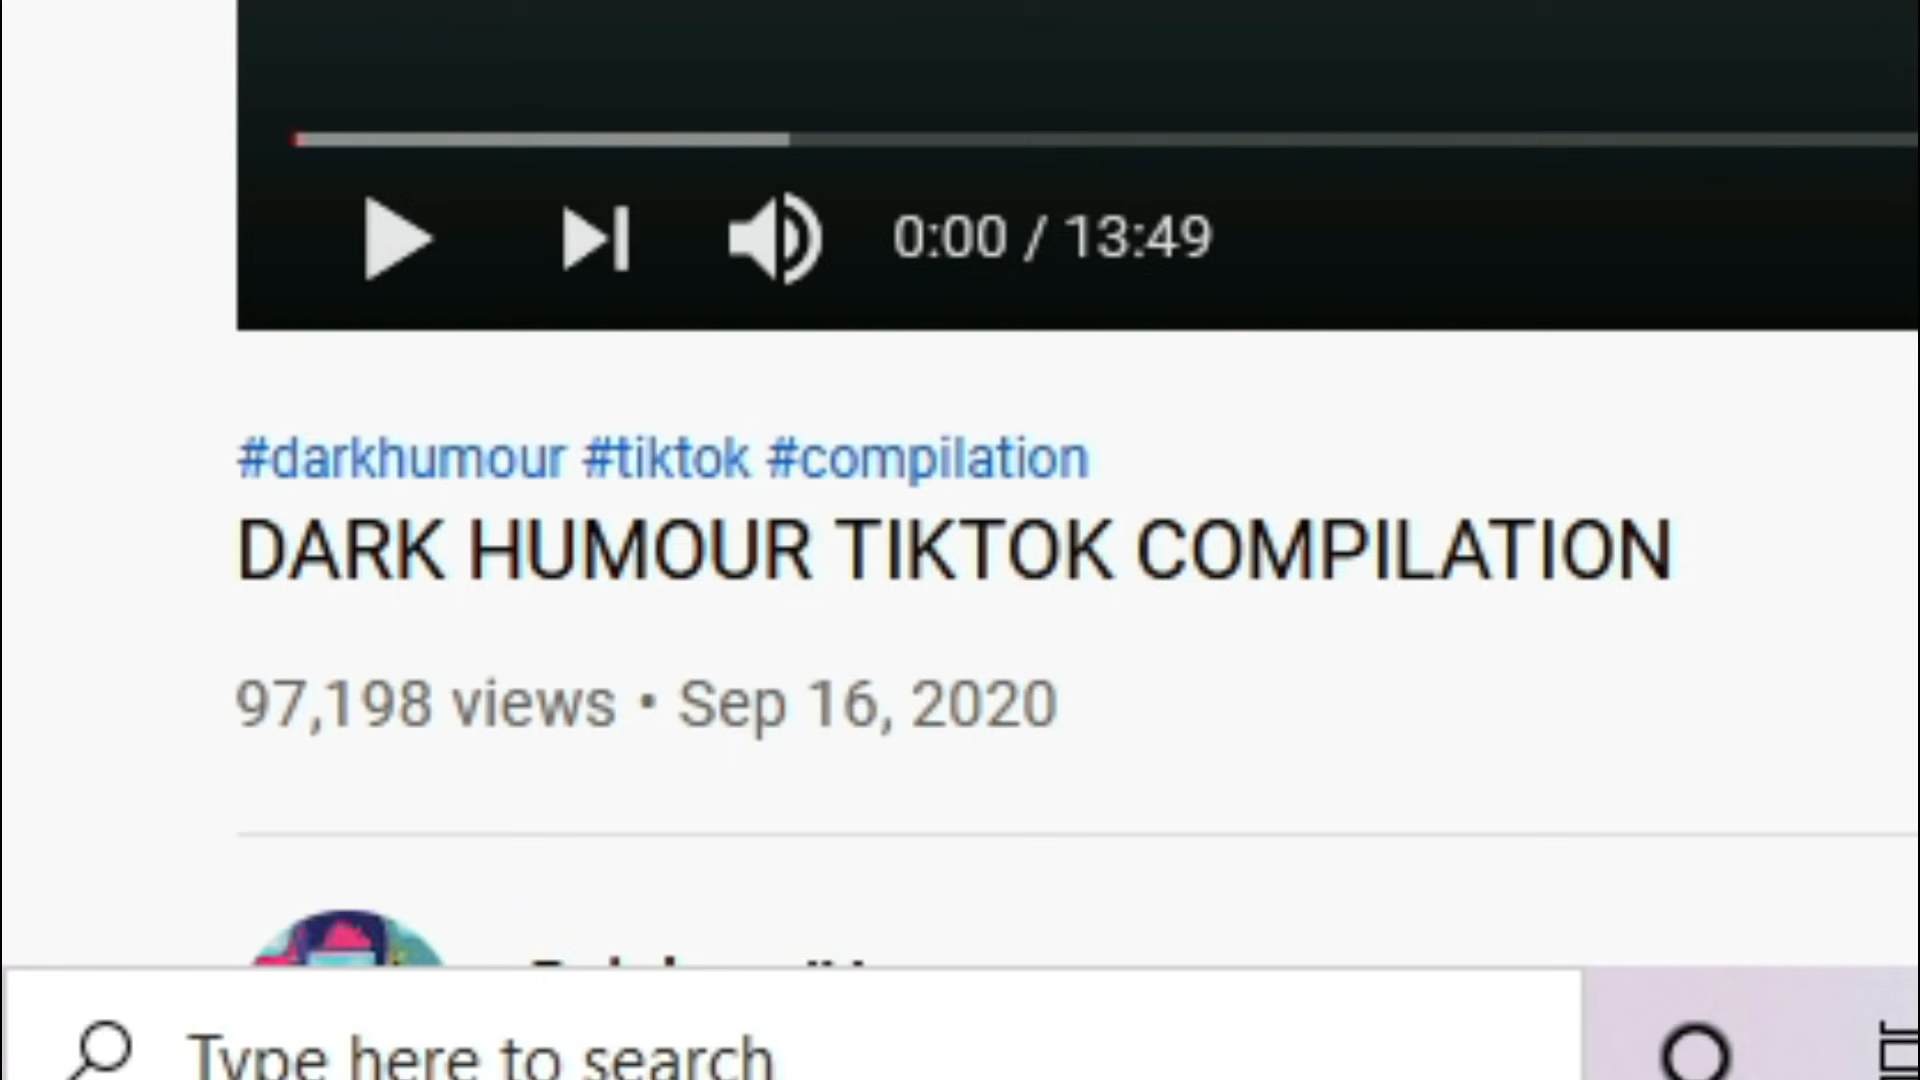 0:00 / 13:49
#darkhumour #tiktok #compilation
DARK HUMOUR TIKTOK COMPILATION
97,198 views • Sep 16, 2020
Type here to search